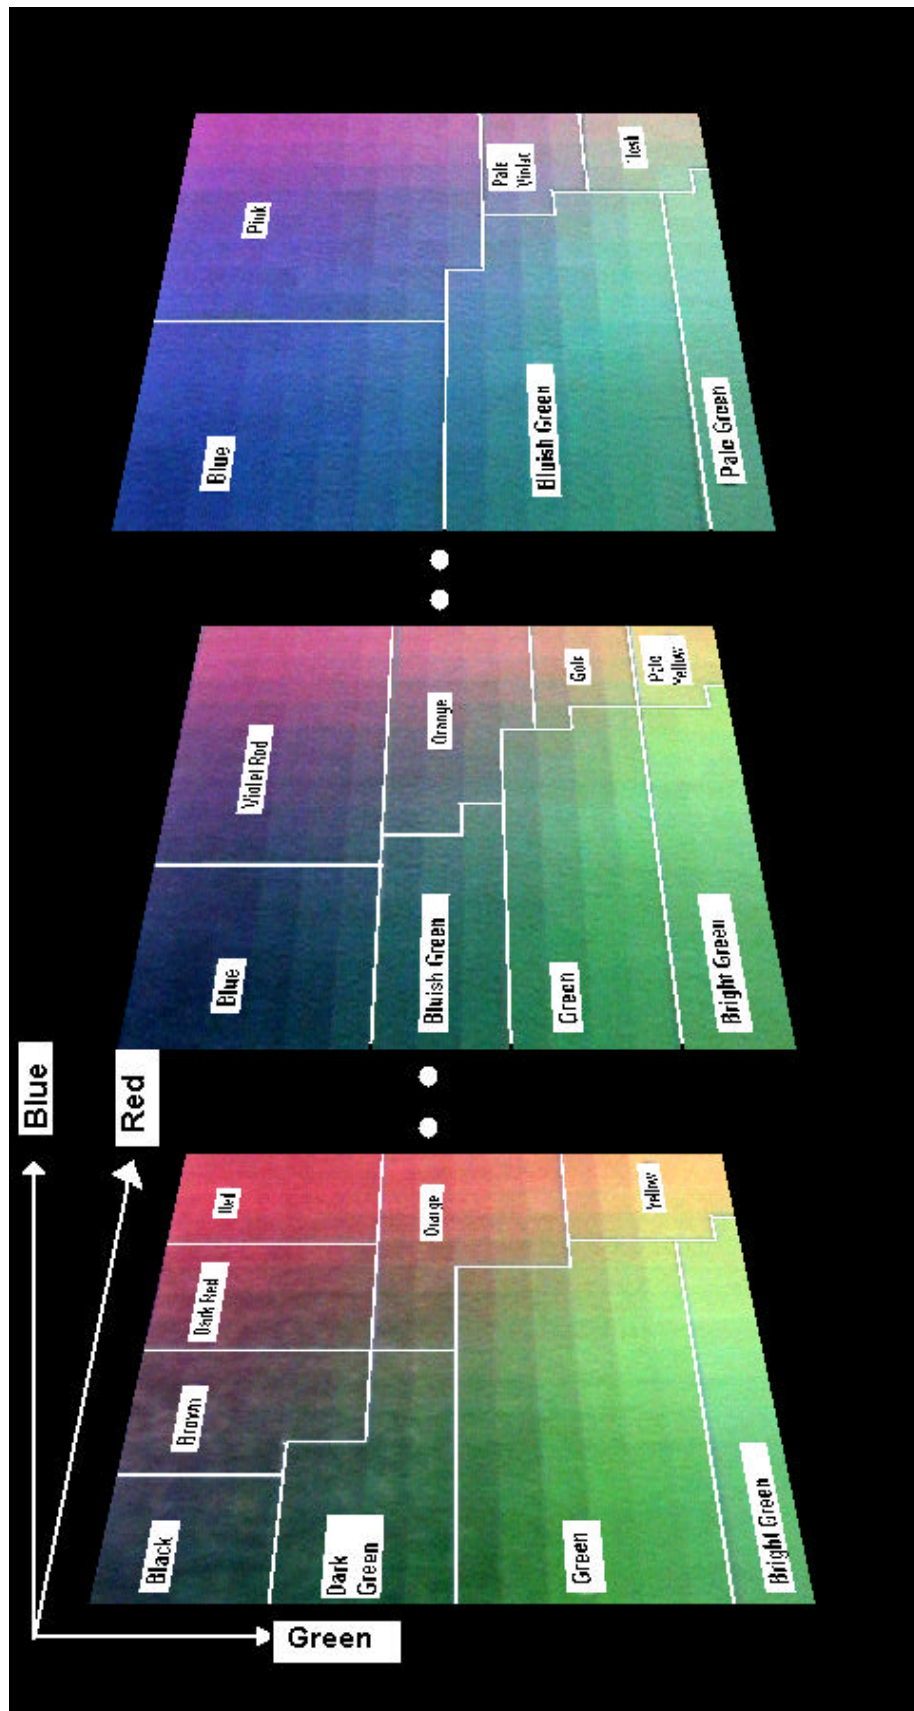 Pink
Pale
Violet
Blue
Bluish Green
Pale Green
Violet Red
Orange
Gold
Pale
Yellow
Blue
Bluish Green
Green
Bright Green
Blue
Red
Red
Orange
Yellow
Dark Red
Brown
Black
Dark
Green
Green
Bright Green
Green